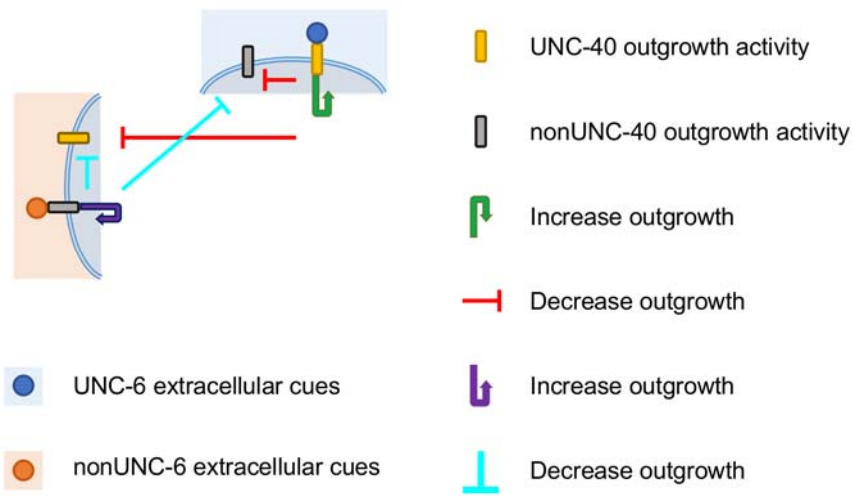 UNC-40 outgrowth activity
nonUNC-40 outgrowth activity
Increase outgrowth
Decrease outgrowth
UNC-6 extracellular cues
Increase outgrowth
nonUNC-6 extracellular cues
Decrease outgrowth